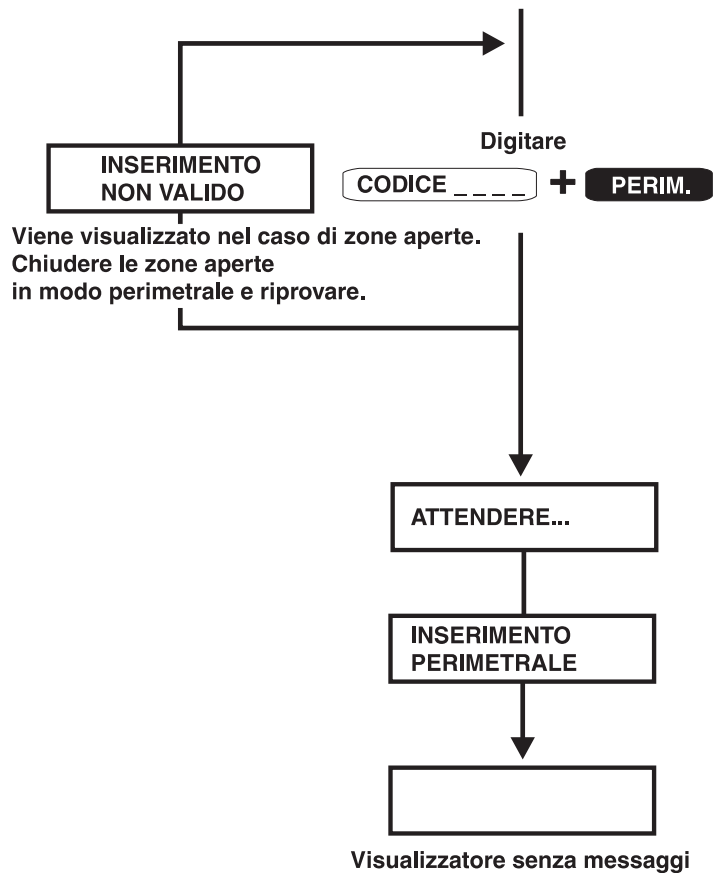 Digitare
CODICE _ _ _ _ + PERIM.
INSERIMENTO
NON VALIDO
Viene visualizzato nel caso di zone aperte.
Chiudere le zone aperte
in modo perimetrale e riprovare.
ATTENDERE...
INSERIMENTO
PERIMETRALE
Visualizzatore senza messaggi